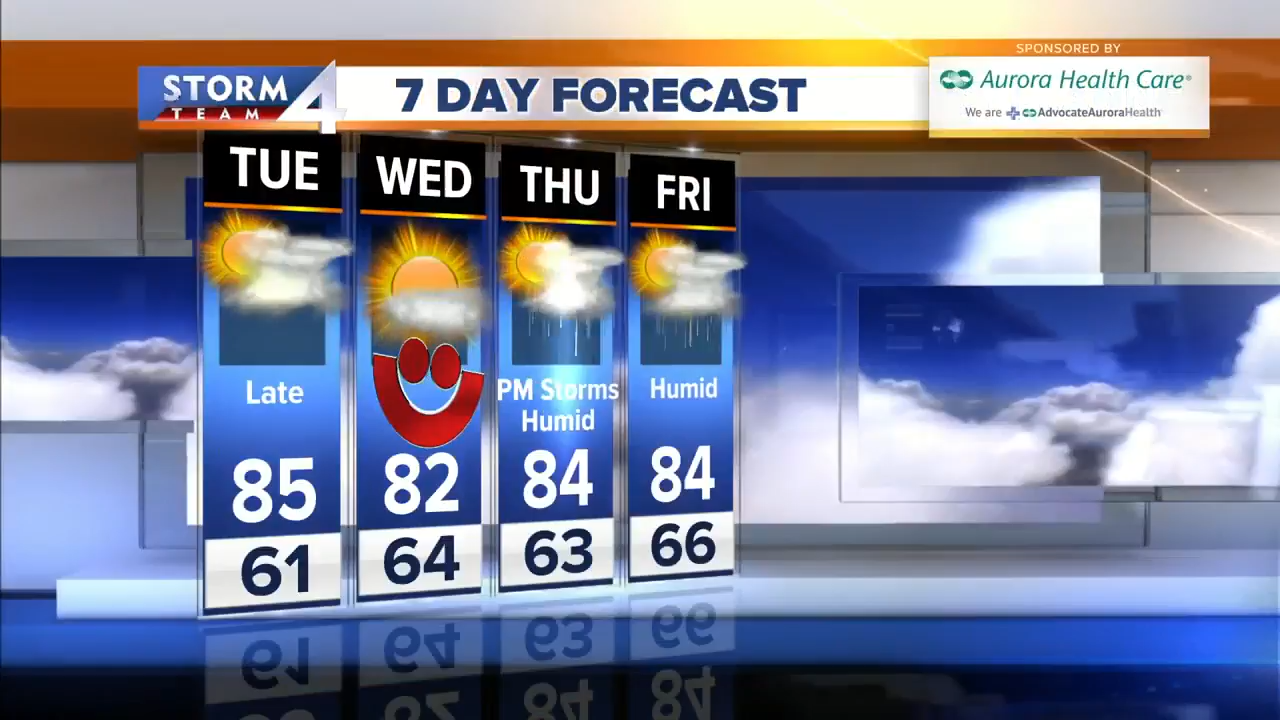 SPONSORED BY
STORM
TEAM
4
7 DAY FORECAST
Aurora Health Care®
We are AdvocateAuroraHealth
TUE
WED
THU
FRI
Late
PM Storms
Humid
Humid
85
82
84
84
61
64
63
66